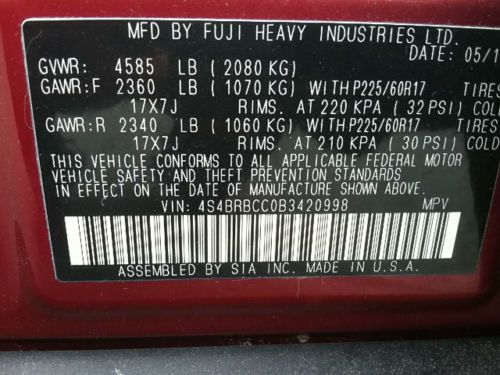 MFD BY FUJI HEAVY INDUSTRIES LTD.
DATE: 05/1
GVWR: 4585 LB (2080 KG)
GAWR:F 2360 LB (1070 KG) WITH P225/60R17 TIRES
17X7J RIMS. AT 220 KPA (32 PSI) COL
GAWR:R 2340 LB (1060 KG) WITH P225/60R17 TIRES
17X7J RIMS. AT 210 KPA (30 PSI) COLD
THIS VEHICLE CONFORMS TO ALL APPLICABLE FEDERAL MOTOR
VEHICLE SAFETY AND THEFT PREVENTION STANDARDS
IN EFFECT ON THE DATE OF MANUFACTURE SHOWN ABOVE.
VIN: 4S4BRBCC0B3420998 MPV
ASSEMBLED BY SIA INC. MADE IN U.S.A.